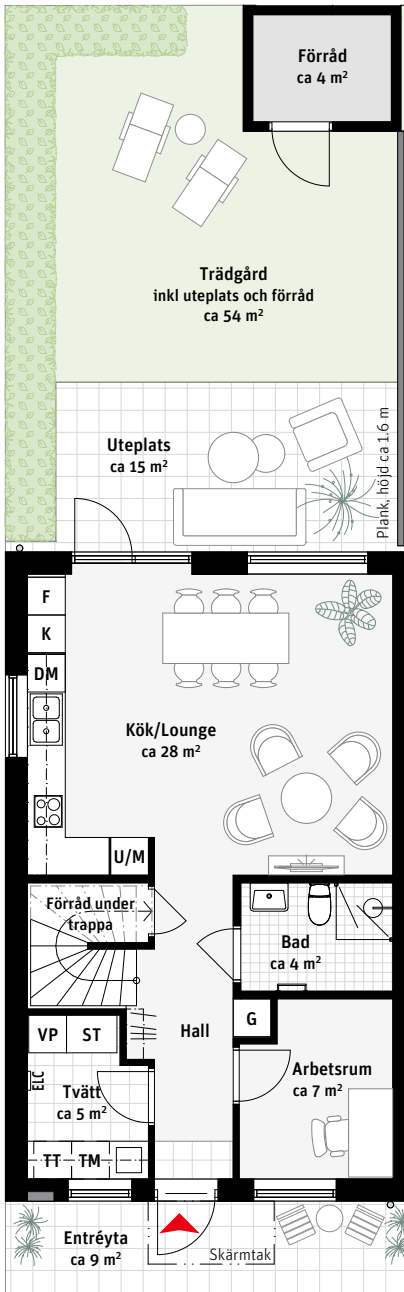 Förråd
ca 4 m²
Trädgård
inkl uteplats och förråd
ca 54 m²
Uteplats
ca 15 m²
Plank, höjd ca 1.6 m
F
K
DM
Kök/Lounge
ca 28 m²
U/M
Förråd under
trappa
Bad
ca 4 m²
Hall
G
VP
ST
ELC
Tvätt
ca 5 m²
Arbetsrum
ca 7 m²
TT
TM
Entréyta
ca 9 m²
Skärmtak